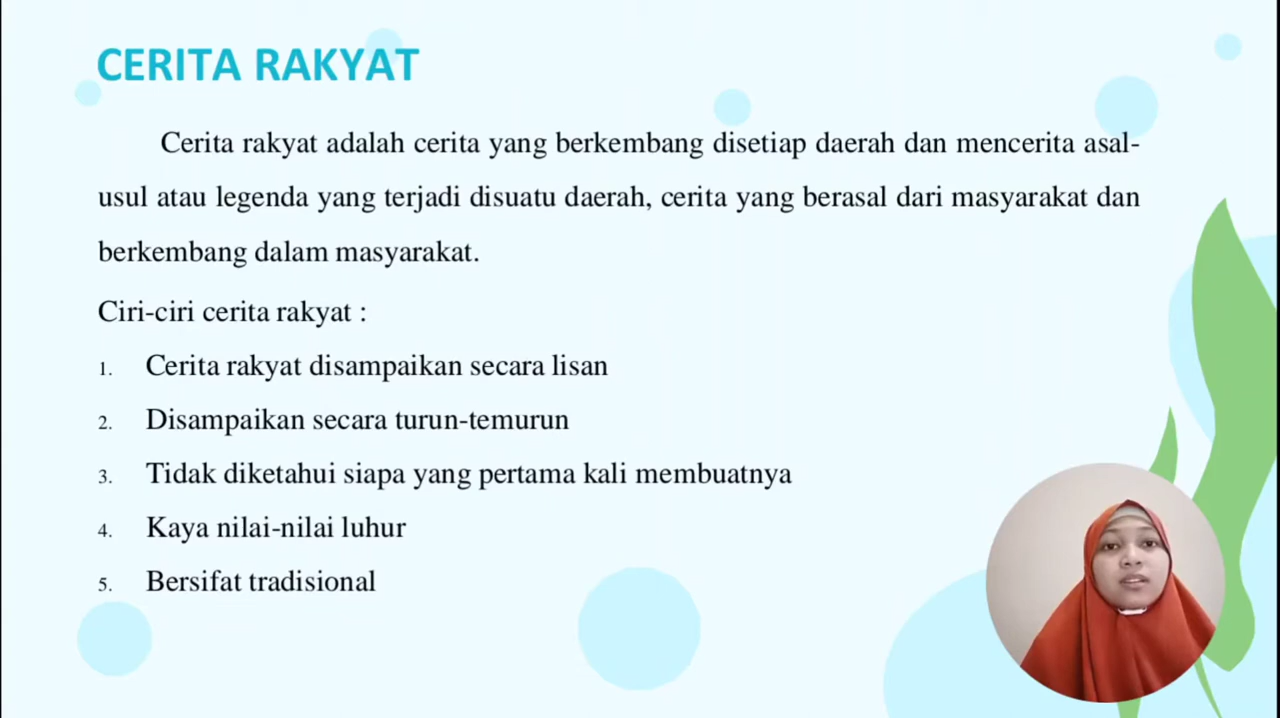 CERITA RAKYAT
Cerita rakyat adalah cerita yang berkembang disetiap daerah dan mencerita asal-
usul atau legenda yang terjadi disuatu daerah, cerita yang berasal dari masyarakat dan
berkembang dalam masyarakat.
Ciri-ciri cerita rakyat :
1. Cerita rakyat disampaikan secara lisan
2. Disampaikan secara turun-temurun
3. Tidak diketahui siapa yang pertama kali membuatnya
4. Kaya nilai-nilai luhur
5. Bersifat tradisional